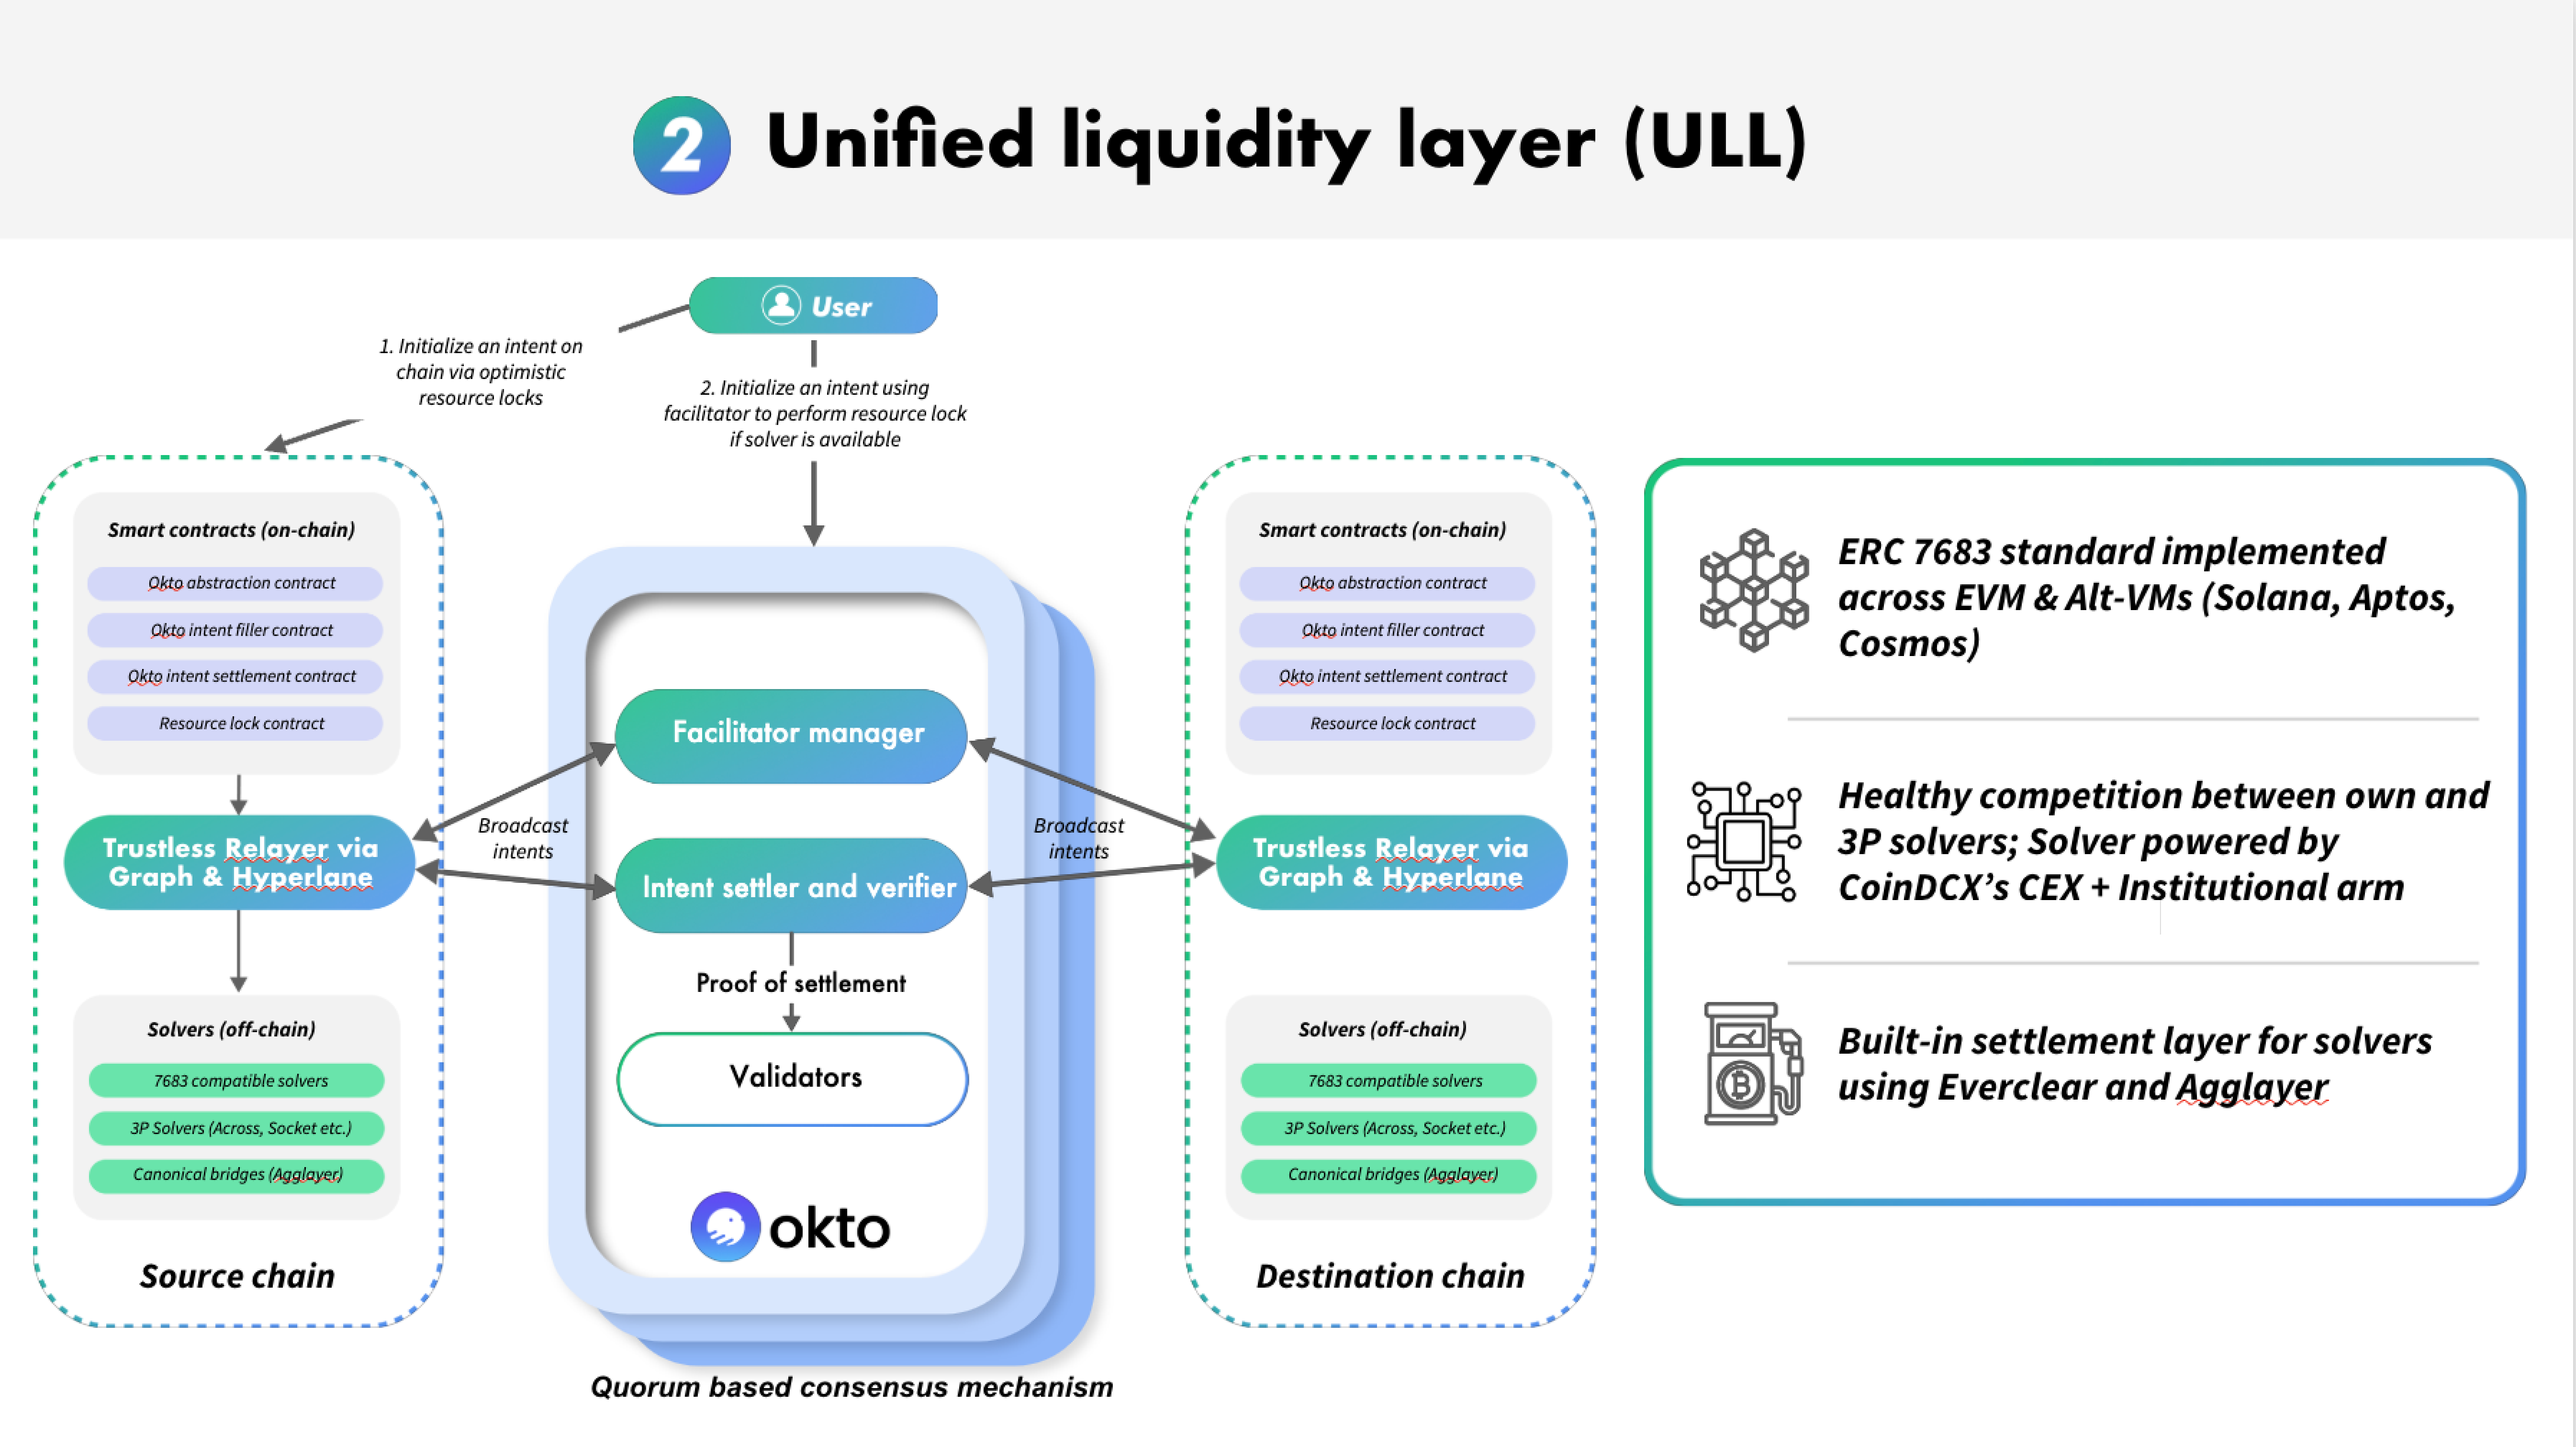 2 Unified liquidity layer (ULL)
User
1. Initialize an intent on
chain via optimistic
resource locks
2. Initialize an intent using
facilitator to perform resource lock
if solver is available
Smart contracts (on-chain)
Okto abstraction contract
Okto intent filler contract
Okto intent settlement contract
Resource lock contract
Trustless Relayer via
Graph & Hyperlane
Solvers (off-chain)
7683 compatible solvers
3P Solvers (Across, Socket etc.)
Canonical bridges (Agglayer)
Source chain
Broadcast
intents
Facilitator manager
Intent settler and verifier
Proof of settlement
Validators
okto
Quorum based consensus mechanism
Broadcast
intents
Smart contracts (on-chain)
Okto abstraction contract
Okto intent filler contract
Okto intent settlement contract
Resource lock contract
Trustless Relayer via
Graph & Hyperlane
Solvers (off-chain)
7683 compatible solvers
3P Solvers (Across, Socket etc.)
Canonical bridges (Agglayer)
Destination chain
ERC 7683 standard implemented
across EVM & Alt-VMs (Solana, Aptos,
Cosmos)
Healthy competition between own and
3P solvers; Solver powered by
CoinDCX’s CEX + Institutional arm
Built-in settlement layer for solvers
using Everclear and Agglayer